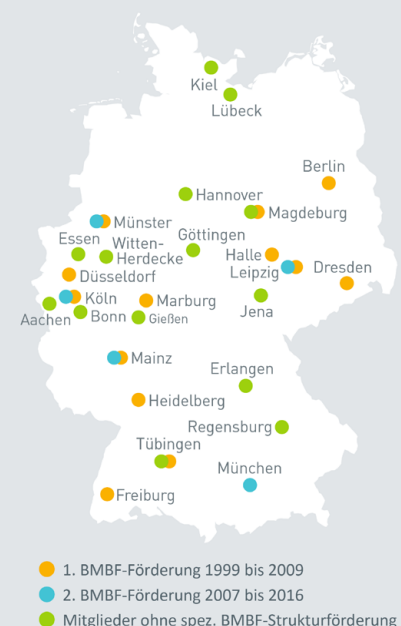 Kiel
Lübeck
Berlin
Hannover
Magdeburg
Münster
Göttingen
Essen
Witten-
Herdecke
Halle
Leipzig
Dresden
Düsseldorf
Köln
Marburg
Aachen
Bonn
Gießen
Jena
Mainz
Erlangen
Heidelberg
Regensburg
Tübingen
München
Freiburg
1. BMBF-Förderung 1999 bis 2009
2. BMBF-Förderung 2007 bis 2016
Mitglieder ohne spez. BMBF-Strukturförderung